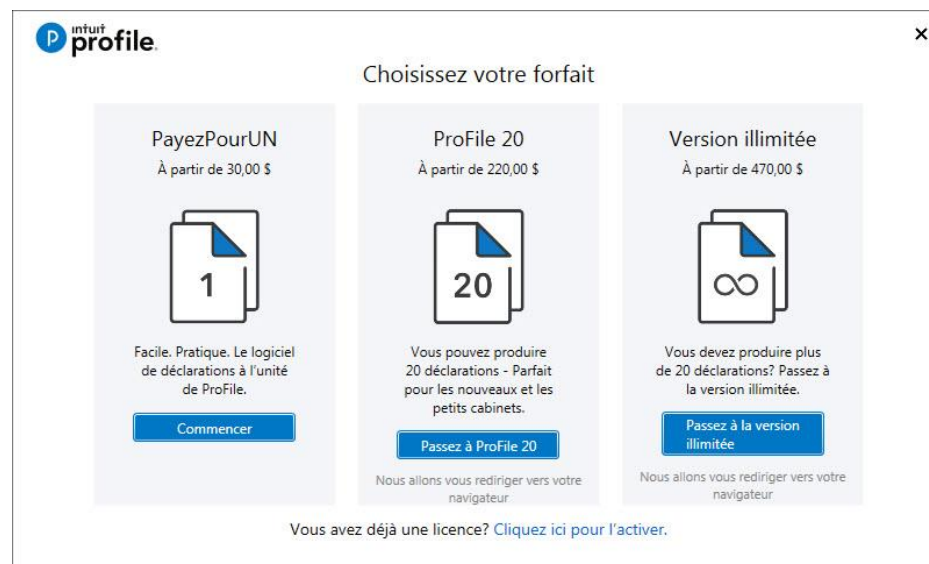 intuit
profile.
Choisissez votre forfait
PayezPourUN
À partir de 30,00 $
1
Facile. Pratique. Le logiciel
de déclarations à l'unité
de ProFile.
Commencer
ProFile 20
À partir de 220,00 $
20
Vous pouvez produire
20 déclarations - Parfait
pour les nouveaux et les
petits cabinets.
Passez à ProFile 20
Nous allons vous rediriger vers votre
navigateur
Version illimitée
À partir de 470,00 $
∞
Vous devez produire plus
de 20 déclarations? Passez à
la version illimitée.
Passez à la version
illimitée
Nous allons vous rediriger vers votre
navigateur
Vous avez déjà une licence? Cliquez ici pour l'activer.